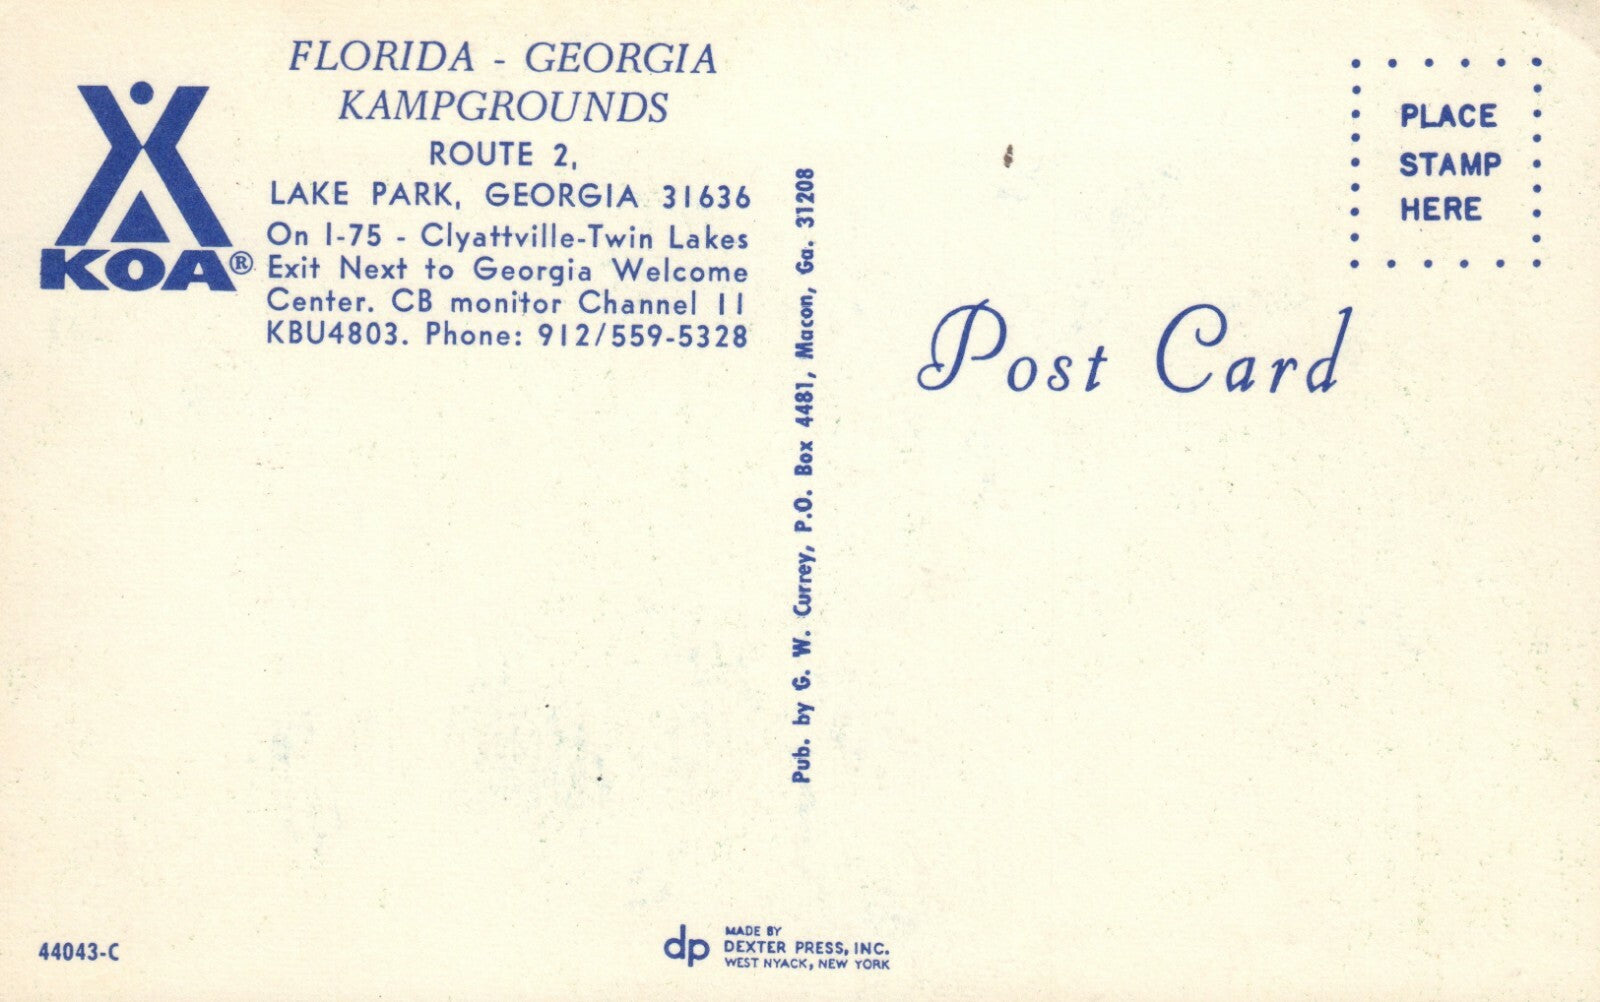 FLORIDA - GEORGIA
KAMPGROUNDS
ROUTE 2,
LAKE PARK, GEORGIA 31636
On I-75 - Clyattville-Twin Lakes
Exit Next to Georgia Welcome
Center. CB monitor Channel 11
KBU4803. Phone: 912/559-5328
KOA®
Pub. by G. W. Currey, P.O. Box 4481, Macon, Ga. 31208
PLACE
STAMP
HERE
Post Card
44043-C
dp
MADE BY
DEXTER PRESS, INC.
WEST NYACK, NEW YORK